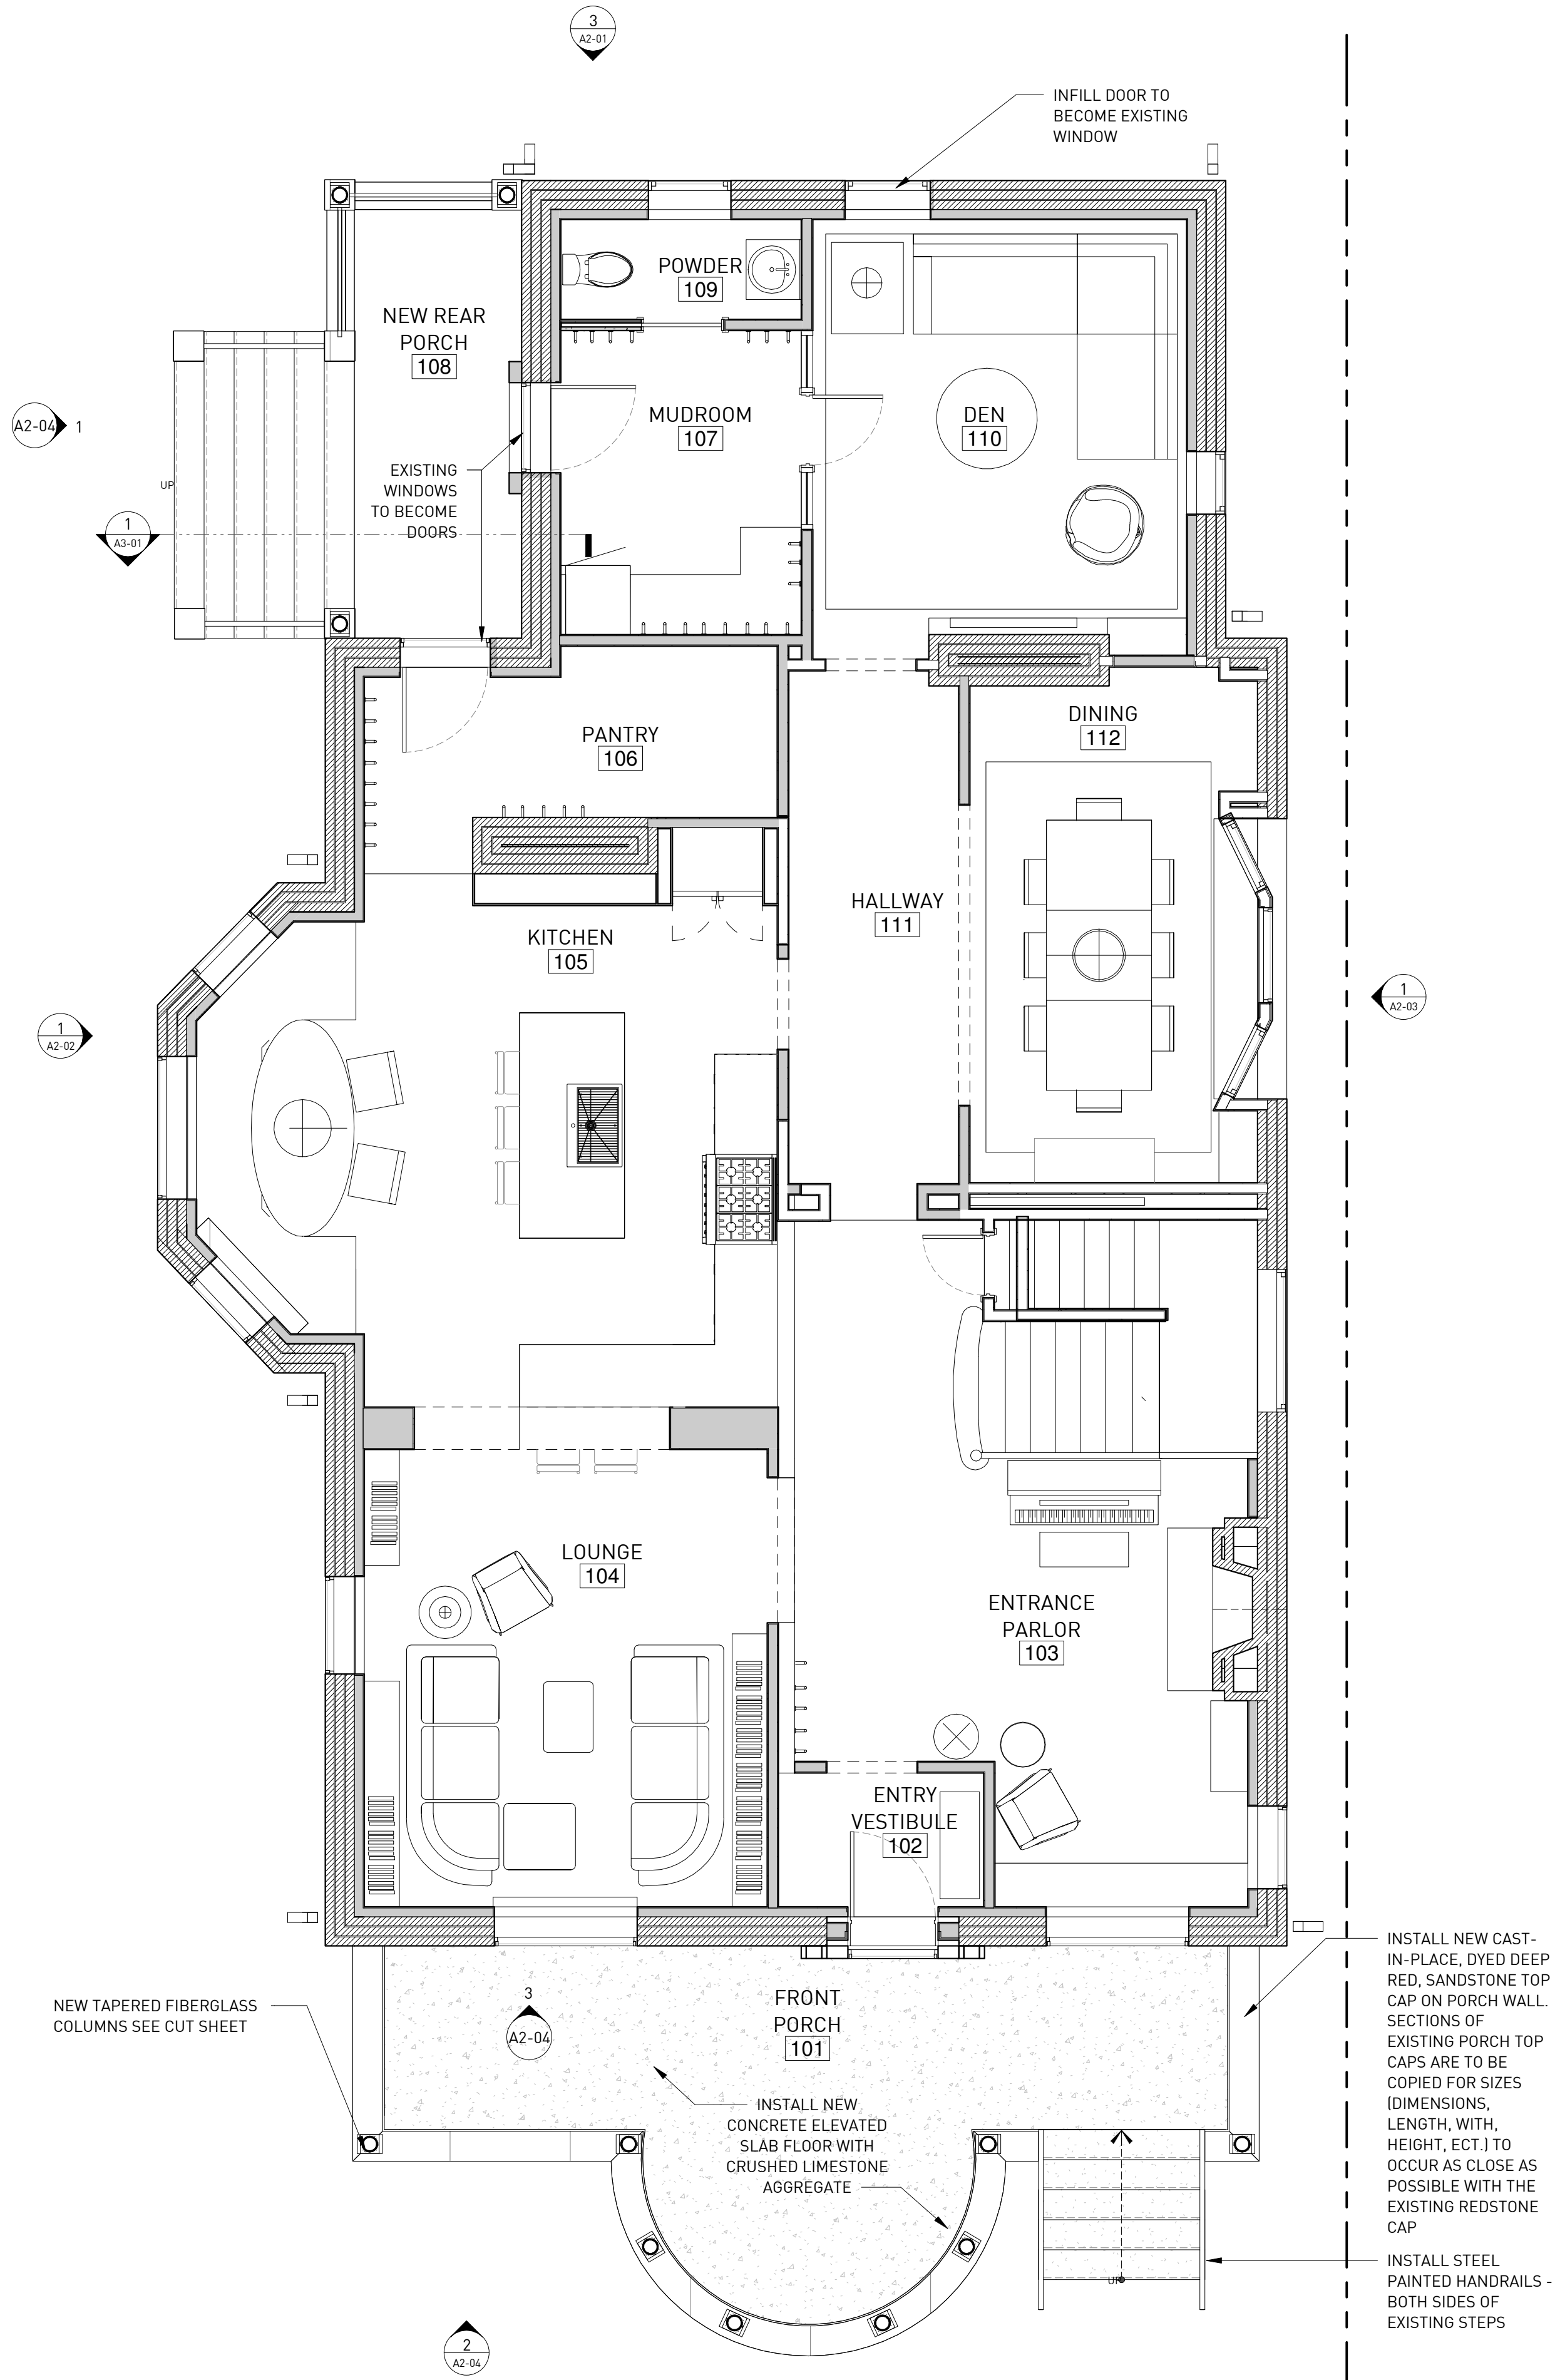 3
A2-01
INFILL DOOR TO
BECOME EXISTING
WINDOW
POWDER
109
NEW REAR
PORCH
108
MUDROOM
107
DEN
110
A2-04
1
EXISTING
WINDOWS
TO BECOME
DOORS
UP
1
A3-01
DINING
112
PANTRY
106
HALLWAY
111
KITCHEN
105
1
A2-03
1
A2-02
LOUNGE
104
ENTRANCE
PARLOR
103
ENTRY
VESTIBULE
102
INSTALL NEW CAST-
IN-PLACE, DYED DEEP
RED, SANDSTONE TOP
CAP ON PORCH WALL.
SECTIONS OF
EXISTING PORCH TOP
CAPS ARE TO BE
COPIED FOR SIZES
(DIMENSIONS,
LENGTH, WITH,
HEIGHT, ECT.) TO
OCCUR AS CLOSE AS
POSSIBLE WITH THE
EXISTING REDSTONE
CAP
NEW TAPERED FIBERGLASS
COLUMNS SEE CUT SHEET
3
A2-04
FRONT
PORCH
101
INSTALL NEW
CONCRETE ELEVATED
SLAB FLOOR WITH
CRUSHED LIMESTONE
AGGREGATE
UP
INSTALL STEEL
PAINTED HANDRAILS -
BOTH SIDES OF
EXISTING STEPS
2
A2-04